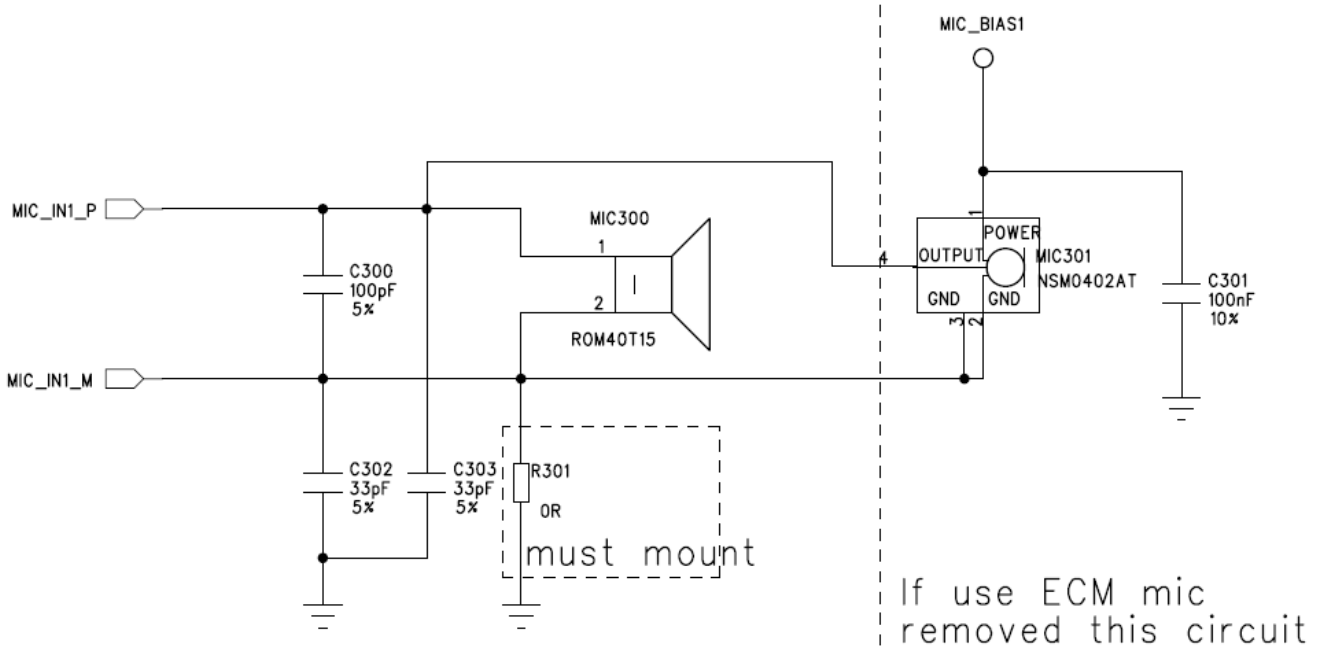 MIC_BIAS1
MIC_IN1_P
MIC300
1
2
ROM40T15
C300
100pF
5%
1
POWER
4
OUTPUT
MIC301
NSM0402AT
GND
GND
3
2
C301
100nF
10%
MIC_IN1_M
C302
33pF
5%
C303
33pF
5%
R301
0R
must mount
If use ECM mic
removed this circuit